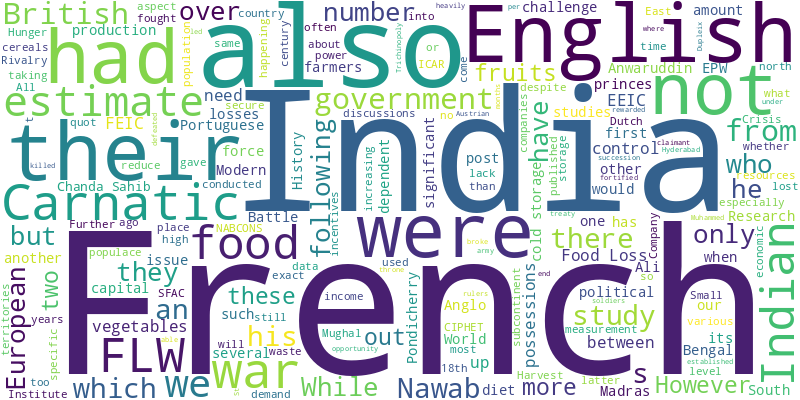 British
had
also
over
number
English
challenge
aspect
country
often
fought
into
amount
heavily
per
East
where
Dupleix
Hunger
cereals
Rivalry
taking
All
production
same
century
about
power
farmers
population
led
happening
or
ICAR
Trichinopoly
come
time
fruits
Anwaruddin
EPW
north
princes
Crisis
what
under
estimate
need
secure
losses
Portuguese
government
despite
months
EEIC
not
studies
rewarded
quot
FEIC
defeated
force
discussions
no
Austrian
companies
have
published
storage
Dutch
first
control
from
claimant
Hyderabad
whether
India
their
Modern
reduce
gave
killed
conducted
History
following
increasing
dependent
significant
post
lack
than
other
would
succession
fortified
who
resources
lost
especially
Carnatic
Chanda Sahib
Battle
incentives
were
cold storage
treaty
one
has
he
Muhammed
Research
Company
Indian
economic
but
Further
ago
NABCONS
food
there
Food Loss
only
Ali
so
when
populace
place
high
data
exact
used
broke
army
throne
end
Small
our
various
another
they
issue
SFAC
these
income
rulers
political
soldiers
study
level
European
territories
two
capital
an
such
still
his
Mughal
out
Pondicherry
Anglo
CIPHET
World
subcontinent
possessions
measurement
between
its
Bengal
established
French
years
specific
vegetables
FLW
war
several
waste
opportunity
most
up
18th
Harvest
s
latter
Madras
South
too
Institute
which
we
able
will
demand
While
Nawab
diet
more
However